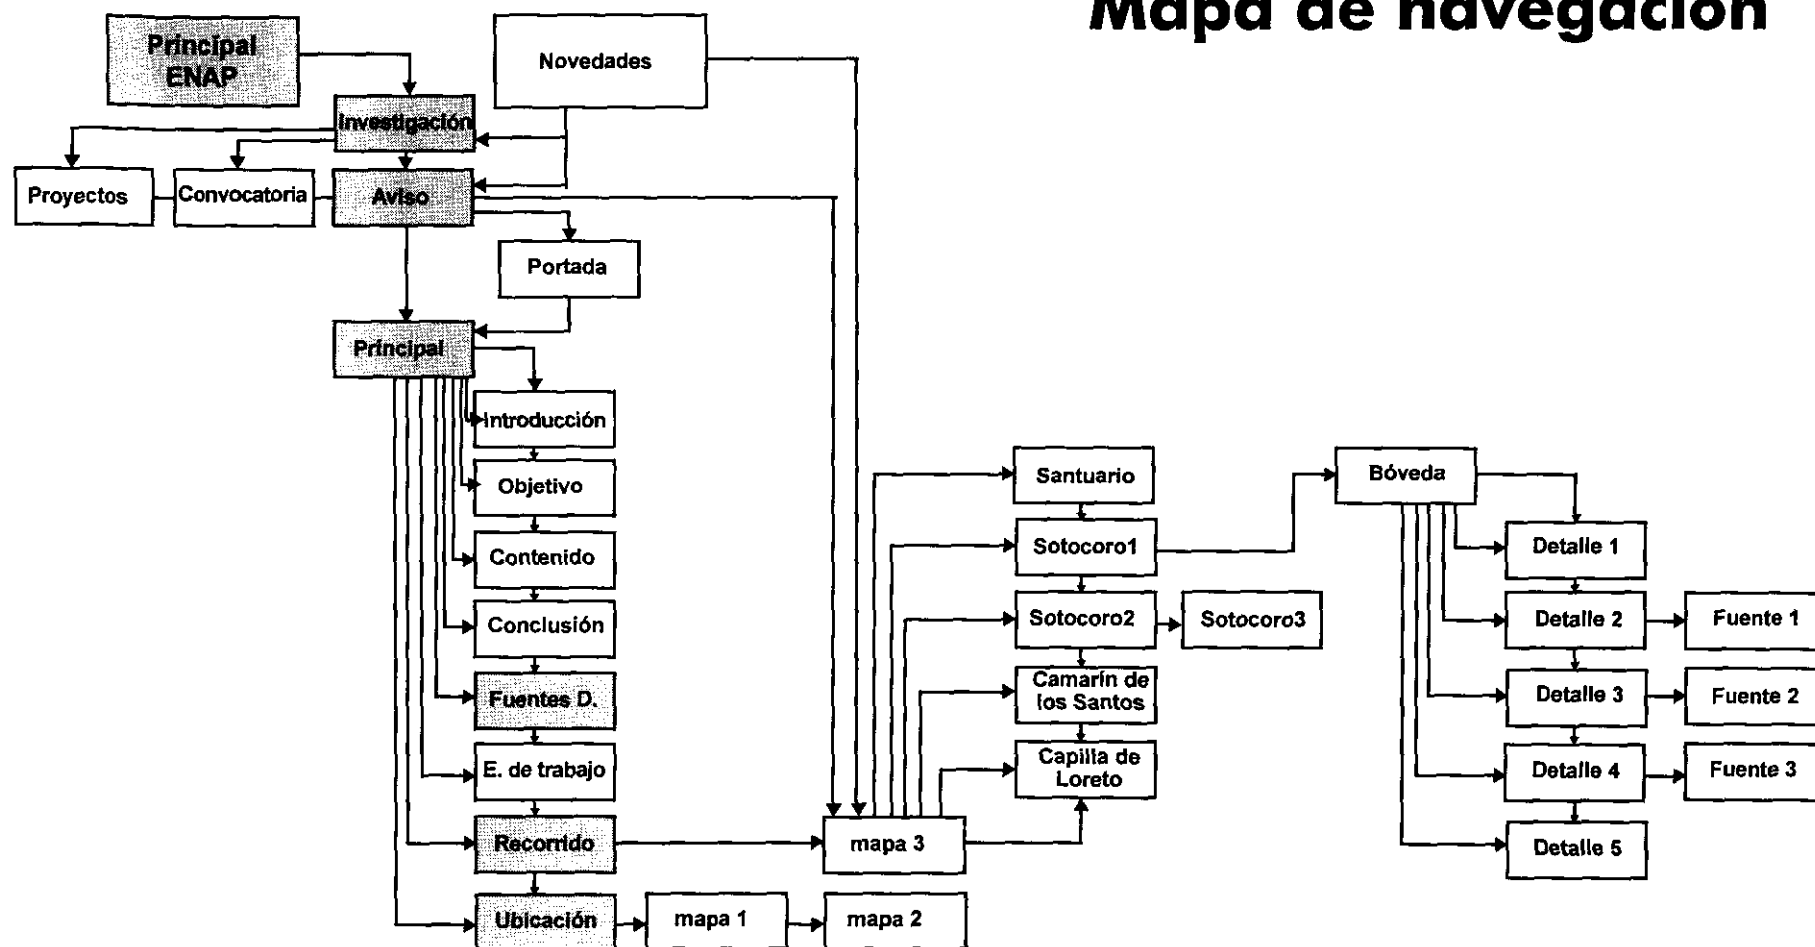 Mapa de navegación
Principal
ENAP
Novedades
Investigación
Proyectos
Convocatoria
Aviso
Portada
Principal
Introducción
Objetivo
Contenido
Conclusión
Fuentes D.
E. de trabajo
Recorrido
Ubicación
mapa 1
mapa 2
mapa 3
Santuario
Sotocoro1
Sotocoro2
Sotocoro3
Camarín de
los Santos
Capilla de
Loreto
Bóveda
Detalle 1
Detalle 2
Fuente 1
Detalle 3
Fuente 2
Detalle 4
Fuente 3
Detalle 5